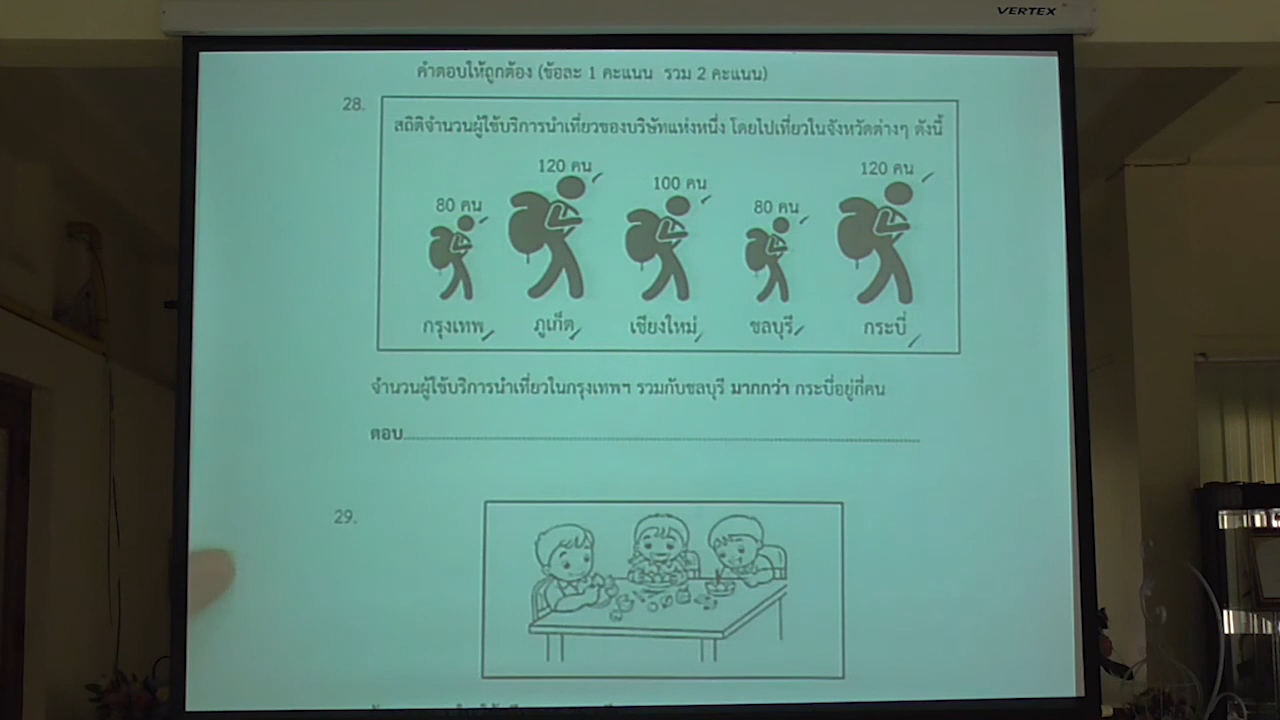 VERTEX
คำตอบให้ถูกต้อง (ข้อละ 1 คะแนน รวม 2 คะแนน)
28.
สถิติจำนวนผู้ใช้บริการนำเที่ยวของบริษัทแห่งหนึ่ง โดยไปเที่ยวในจังหวัดต่างๆ ดังนี้
80 คน 120 คน 100 คน 80 คน 120 คน
กรุงเทพ ภูเก็ต เชียงใหม่ ชลบุรี กระบี่
จำนวนผู้ใช้บริการนำเที่ยวในกรุงเทพฯ รวมกับชลบุรี มากกว่า กระบี่อยู่กี่คน
ตอบ
29.